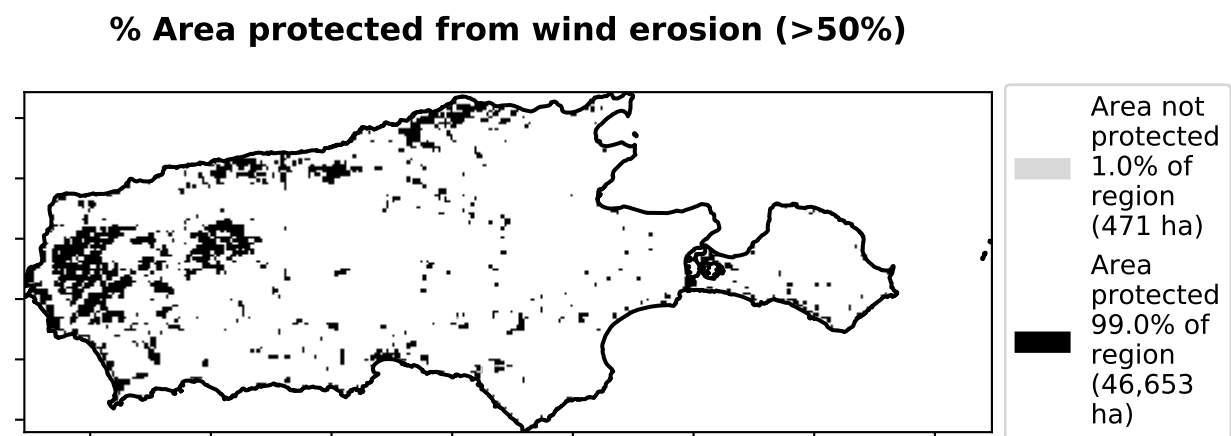 % Area protected from wind erosion (>50%)
Area not
protected
1.0% of
region
(471 ha)
Area
protected
99.0% of
region
(46,653
ha)